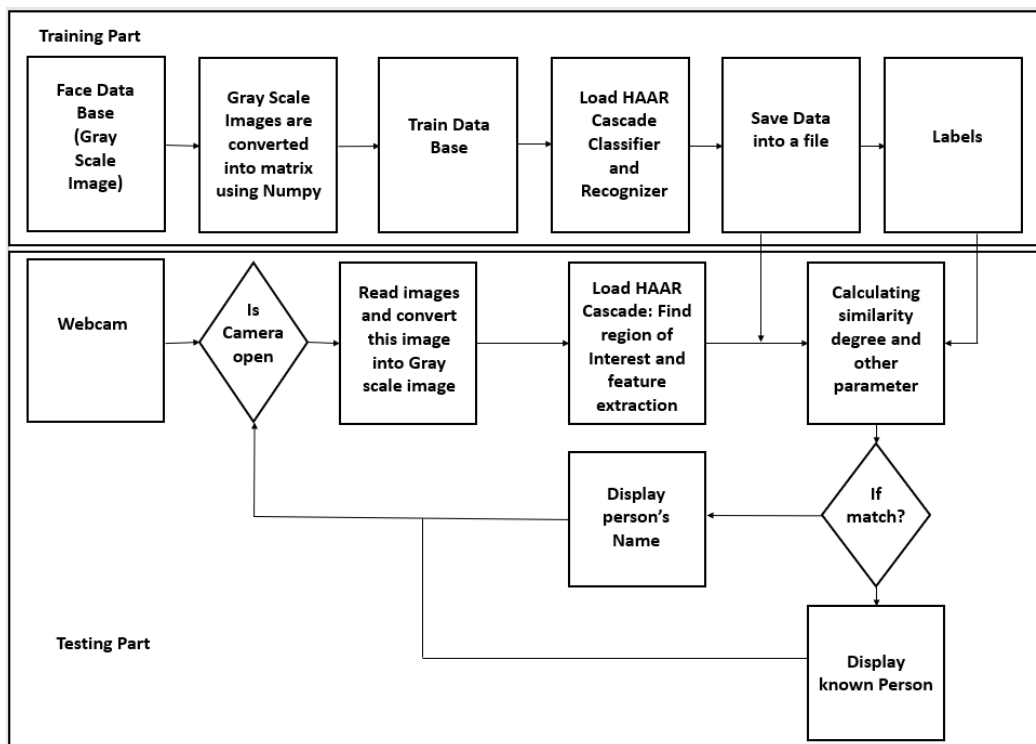 Training Part
Face Data
Base
(Gray
Scale
Image)
Gray Scale
Images are
converted
into matrix
using Numpy
Train Data
Base
Load HAAR
Cascade
Classifier
and
Recognizer
Save Data
into a file
Labels
Webcam
Is
Camera
open
Read images
and convert
this image
into Gray
scale image
Load HAAR
Cascade: Find
region of
Interest and
feature
extraction
Calculating
similarity
degree and
other
parameter
Display
person's
Name
If
match?
Testing Part
Display
known Person